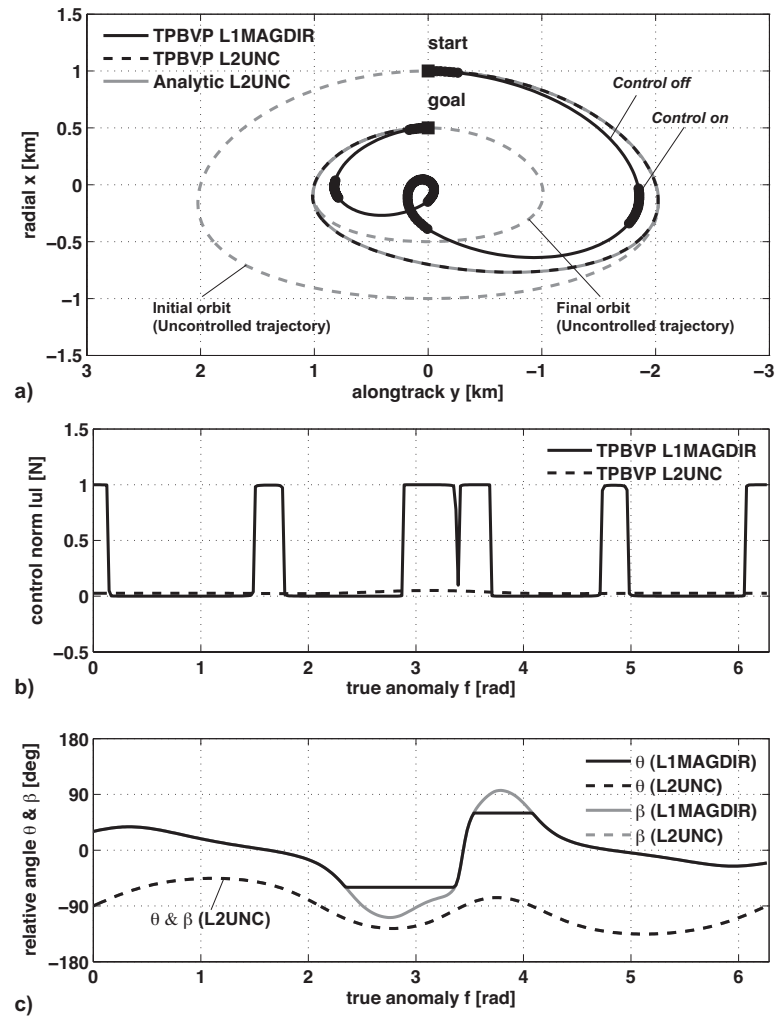 1.5
TPBVP L1MAGDIR
TPBVP L2UNC
Analytic L2UNC
start
goal
Control off
Control on
1
0.5
0
−0.5
−1
−1.5
radial x [km]
Initial orbit
(Uncontrolled trajectory)
Final orbit
(Uncontrolled trajectory)
3 2 1 0 −1 −2 −3
alongtrack y [km]
a)
1.5
1
0.5
0
−0.5
control norm |u| [N]
TPBVP L1MAGDIR
TPBVP L2UNC
0 1 2 3 4 5 6
true anomaly f [rad]
b)
180
90
0
−90
−180
relative angle θ & β [deg]
θ (L1MAGDIR)
θ (L2UNC)
β (L1MAGDIR)
β (L2UNC)
θ & β (L2UNC)
0 1 2 3 4 5 6
true anomaly f [rad]
c)